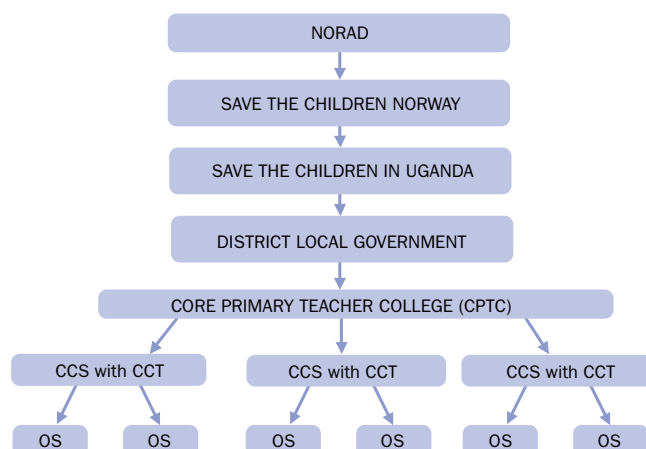 NORAD
SAVE THE CHILDREN NORWAY
SAVE THE CHILDREN IN UGANDA
DISTRICT LOCAL GOVERNMENT
CORE PRIMARY TEACHER COLLEGE (CPTC)
CCS with CCT
CCS with CCT
CCS with CCT
OS
OS
OS
OS
OS
OS